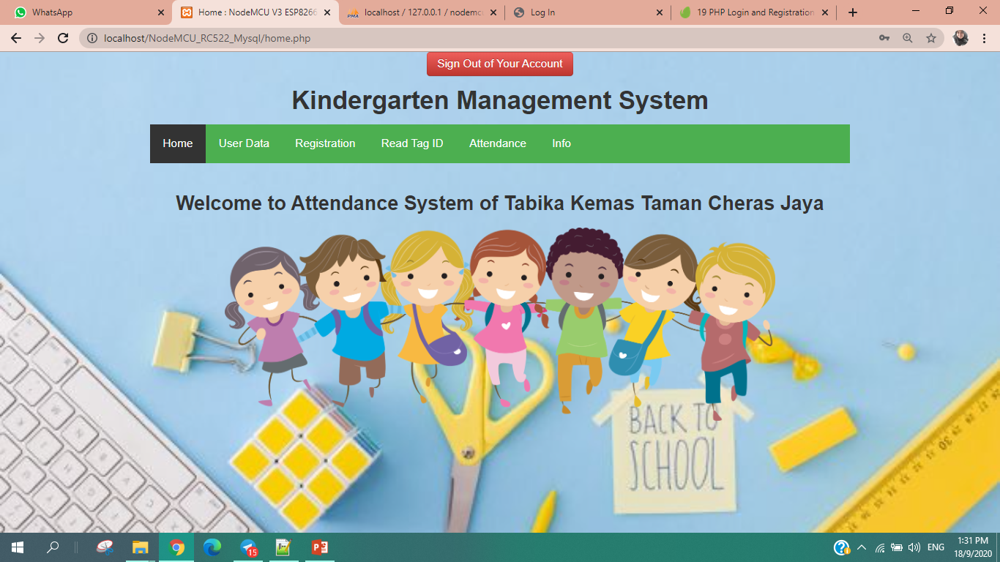 WhatsApp
Home : NodeMCU V3 ESP8266
localhost / 127.0.0.1 / nodemcu
Log In
19 PHP Login and Registration
localhost/NodeMCU_RC522_Mysql/home.php
Sign Out of Your Account
Kindergarten Management System
Home User Data Registration Read Tag ID Attendance Info
Welcome to Attendance System of Tabika Kemas Taman Cheras Jaya
BACK TO
SCHOOL
30
15
ENG
1:31 PM
18/9/2020